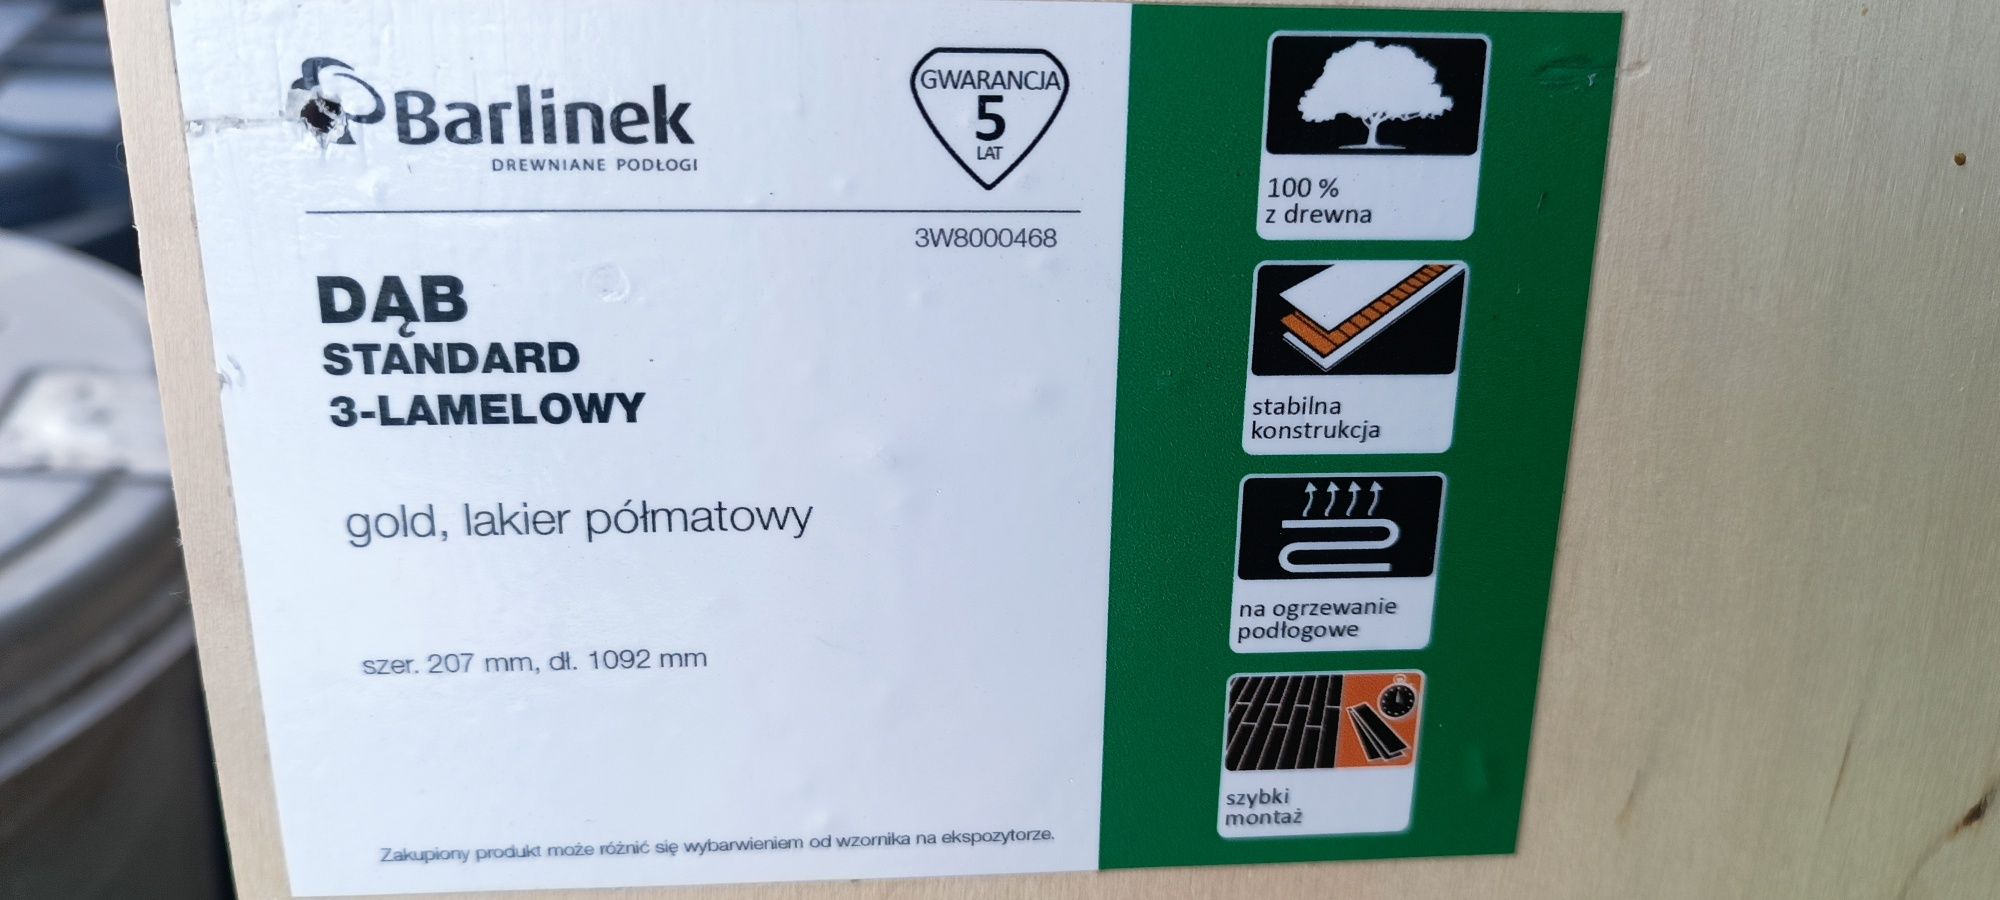 Barlinek
DREWNIANE PODŁOGI
GWARANCJA
5
LAT
3W8000468
DĄB
STANDARD
3-LAMELOWY
gold, lakier półmatowy
szer. 207 mm, dł. 1092 mm
Zakupiony produkt może różnić się wybarwieniem od wzornika na ekspozytorze.
100 %
z drewna
stabilna
konstrukcja
na ogrzewanie
podłogowe
szybki
montaż